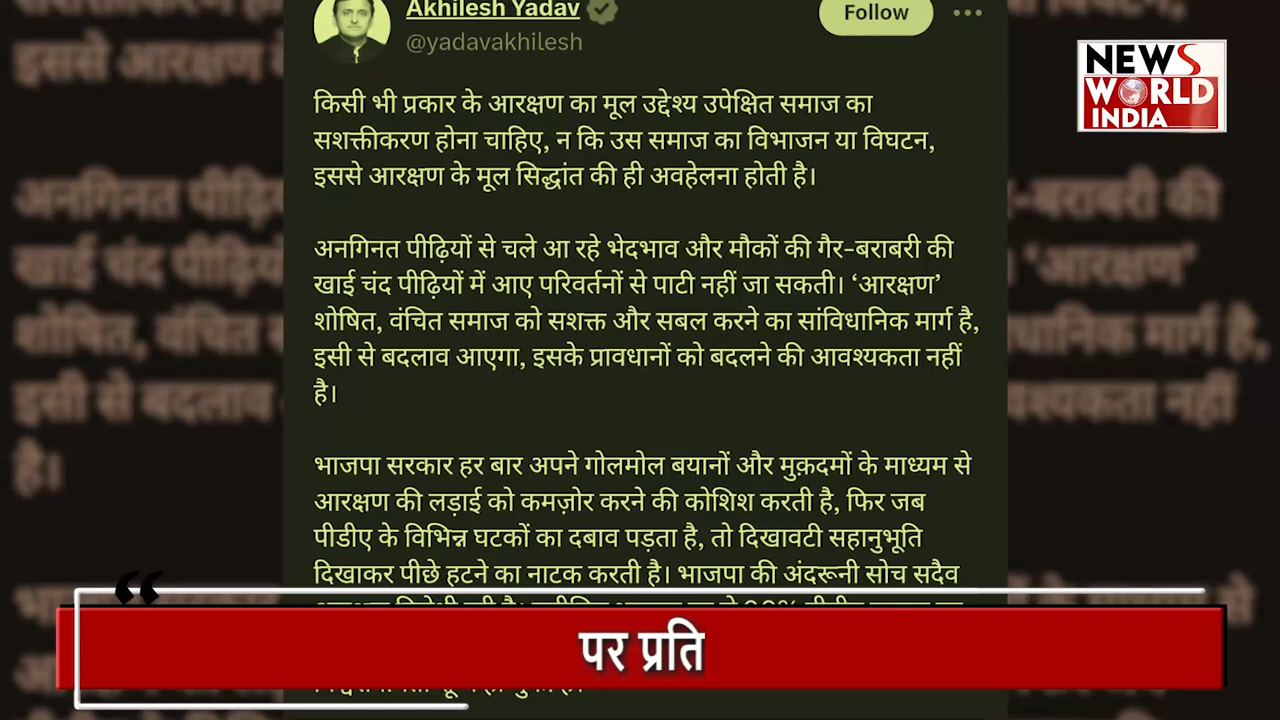 Akhilesh Yadav
@yadavakhilesh
Follow
NEWS
WORLD
INDIA
किसी भी प्रकार के आरक्षण का मूल उद्देश्य उपेक्षित समाज का
सशक्तीकरण होना चाहिए, न कि उस समाज का विभाजन या विघटन,
इससे आरक्षण के मूल सिद्धांत की ही अवहेलना होती है।
अनगिनत पीढ़ियों से चले आ रहे भेदभाव और मौकों की गैर-बराबरी की
खाई चंद पीढ़ियों में आए परिवर्तनों से पाटी नहीं जा सकती। ‘आरक्षण’
शोषित, वंचित समाज को सशक्त और सबल करने का सांविधानिक मार्ग है,
इसी से बदलाव आएगा, इसके प्रावधानों को बदलने की आवश्यकता नहीं
है।
भाजपा सरकार हर बार अपने गोलमोल बयानों और मुक़दमों के माध्यम से
आरक्षण की लड़ाई को कमज़ोर करने की कोशिश करती है, फिर जब
पीडीए के विभिन्न घटकों का दबाव पड़ता है, तो दिखावटी सहानुभूति
दिखाकर पीछे हटने का नाटक करती है। भाजपा की अंदरूनी सोच सदैव
पर प्रति